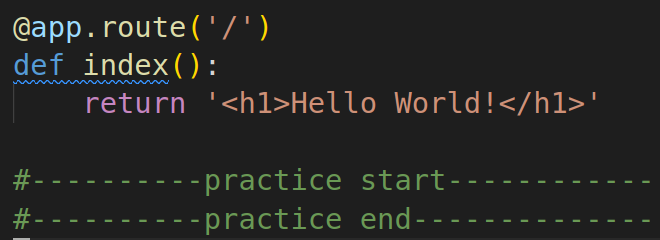 @app.route('/')
def index():
    return '<h1>Hello World!</h1>'
#----------practice start------------
#----------practice end--------------